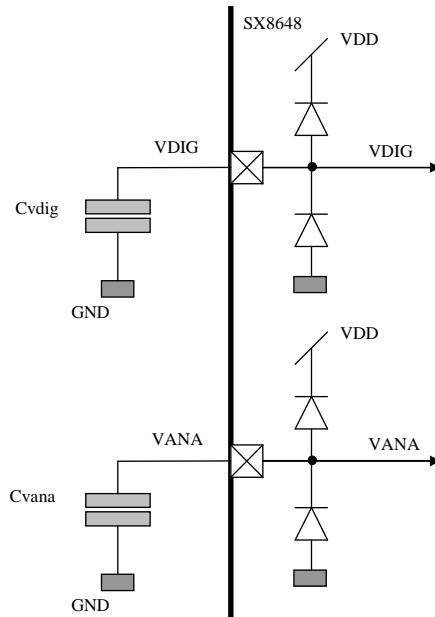 SX8648
VDD
VDIG
VDIG
Cvdig
GND
VDD
VANA
VANA
Cvana
GND